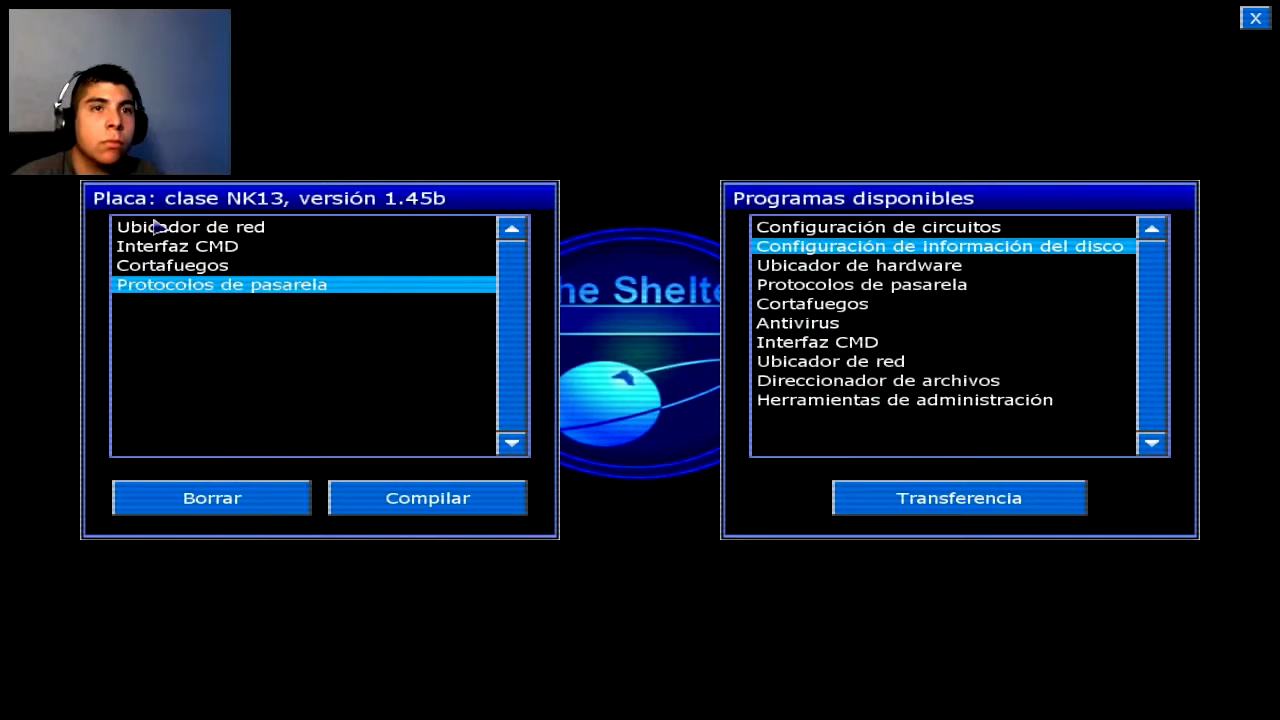 X
Placa: clase NK13, versión 1.45b
Ubicador de red
Interfaz CMD
Cortafuegos
Protocolos de pasarela
Borrar
Compilar
he Shelte
Programas disponibles
Configuración de circuitos
Configuración de información del disco
Ubicador de hardware
Protocolos de pasarela
Cortafuegos
Antivirus
Interfaz CMD
Ubicador de red
Direccionador de archivos
Herramientas de administración
Transferencia